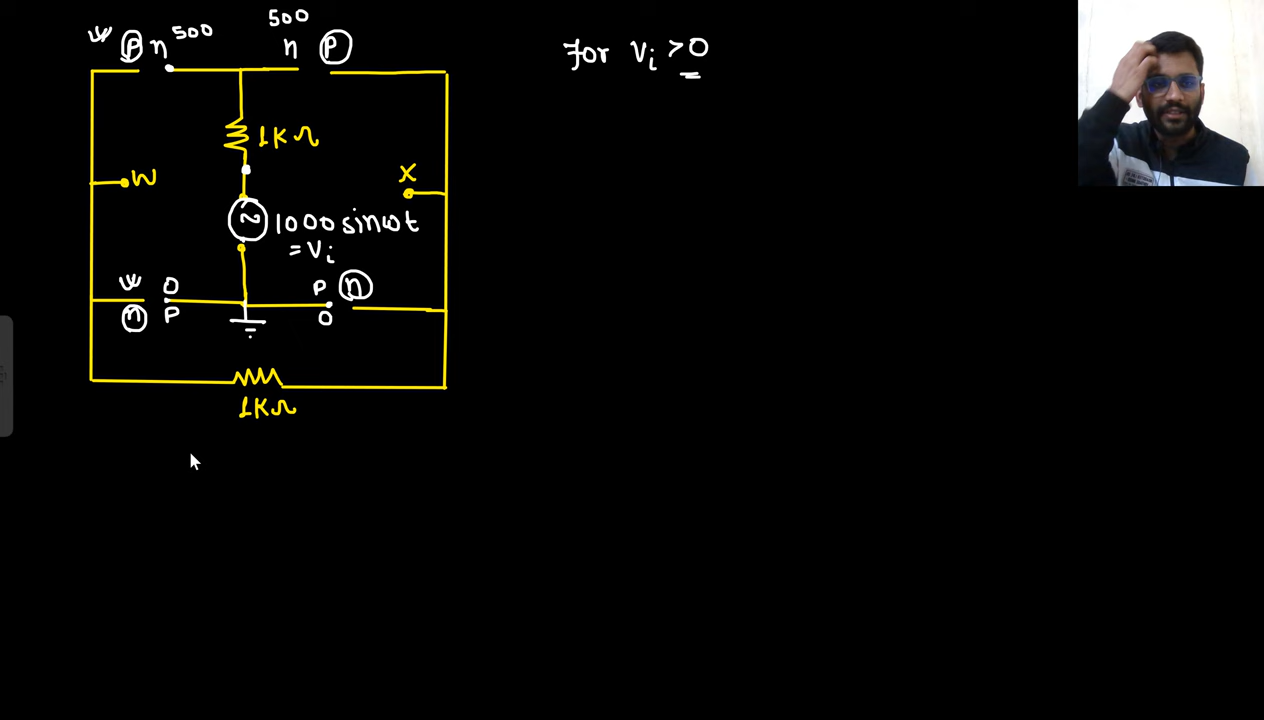 500
P n 500 n P
For Vi > 0
1KΩ
W
X
1000 sinωt
= Vi
0
P n
n P
0
1KΩ